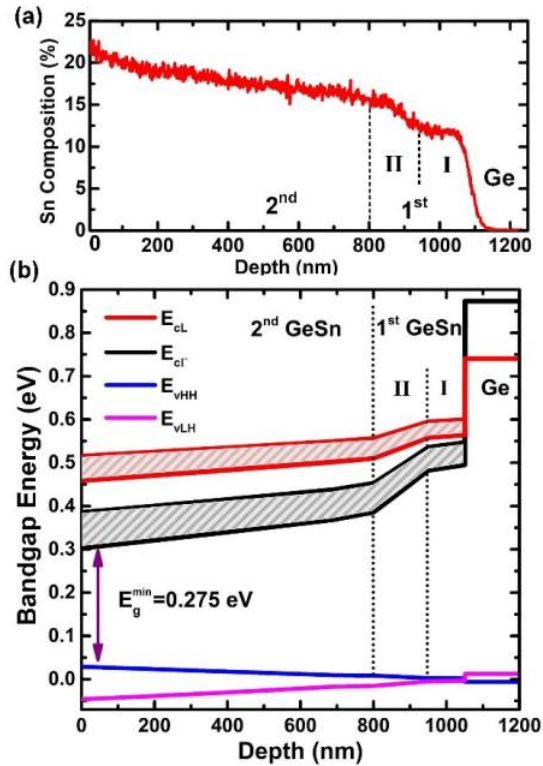 (a)
Sn Composition (%)
25
20
15
10
5
0
II
I
Ge
2nd
1st
0 200 400 600 800 1000 1200
Depth (nm)
(b)
Bandgap Energy (eV)
0.9
0.8
0.7
0.6
0.5
0.4
0.3
0.2
0.1
0.0
EcL
EcΓ
EvHH
EvLH
2nd GeSn
1st GeSn
II
I
Ge
Egmin=0.275 eV
0 200 400 600 800 1000 1200
Depth (nm)